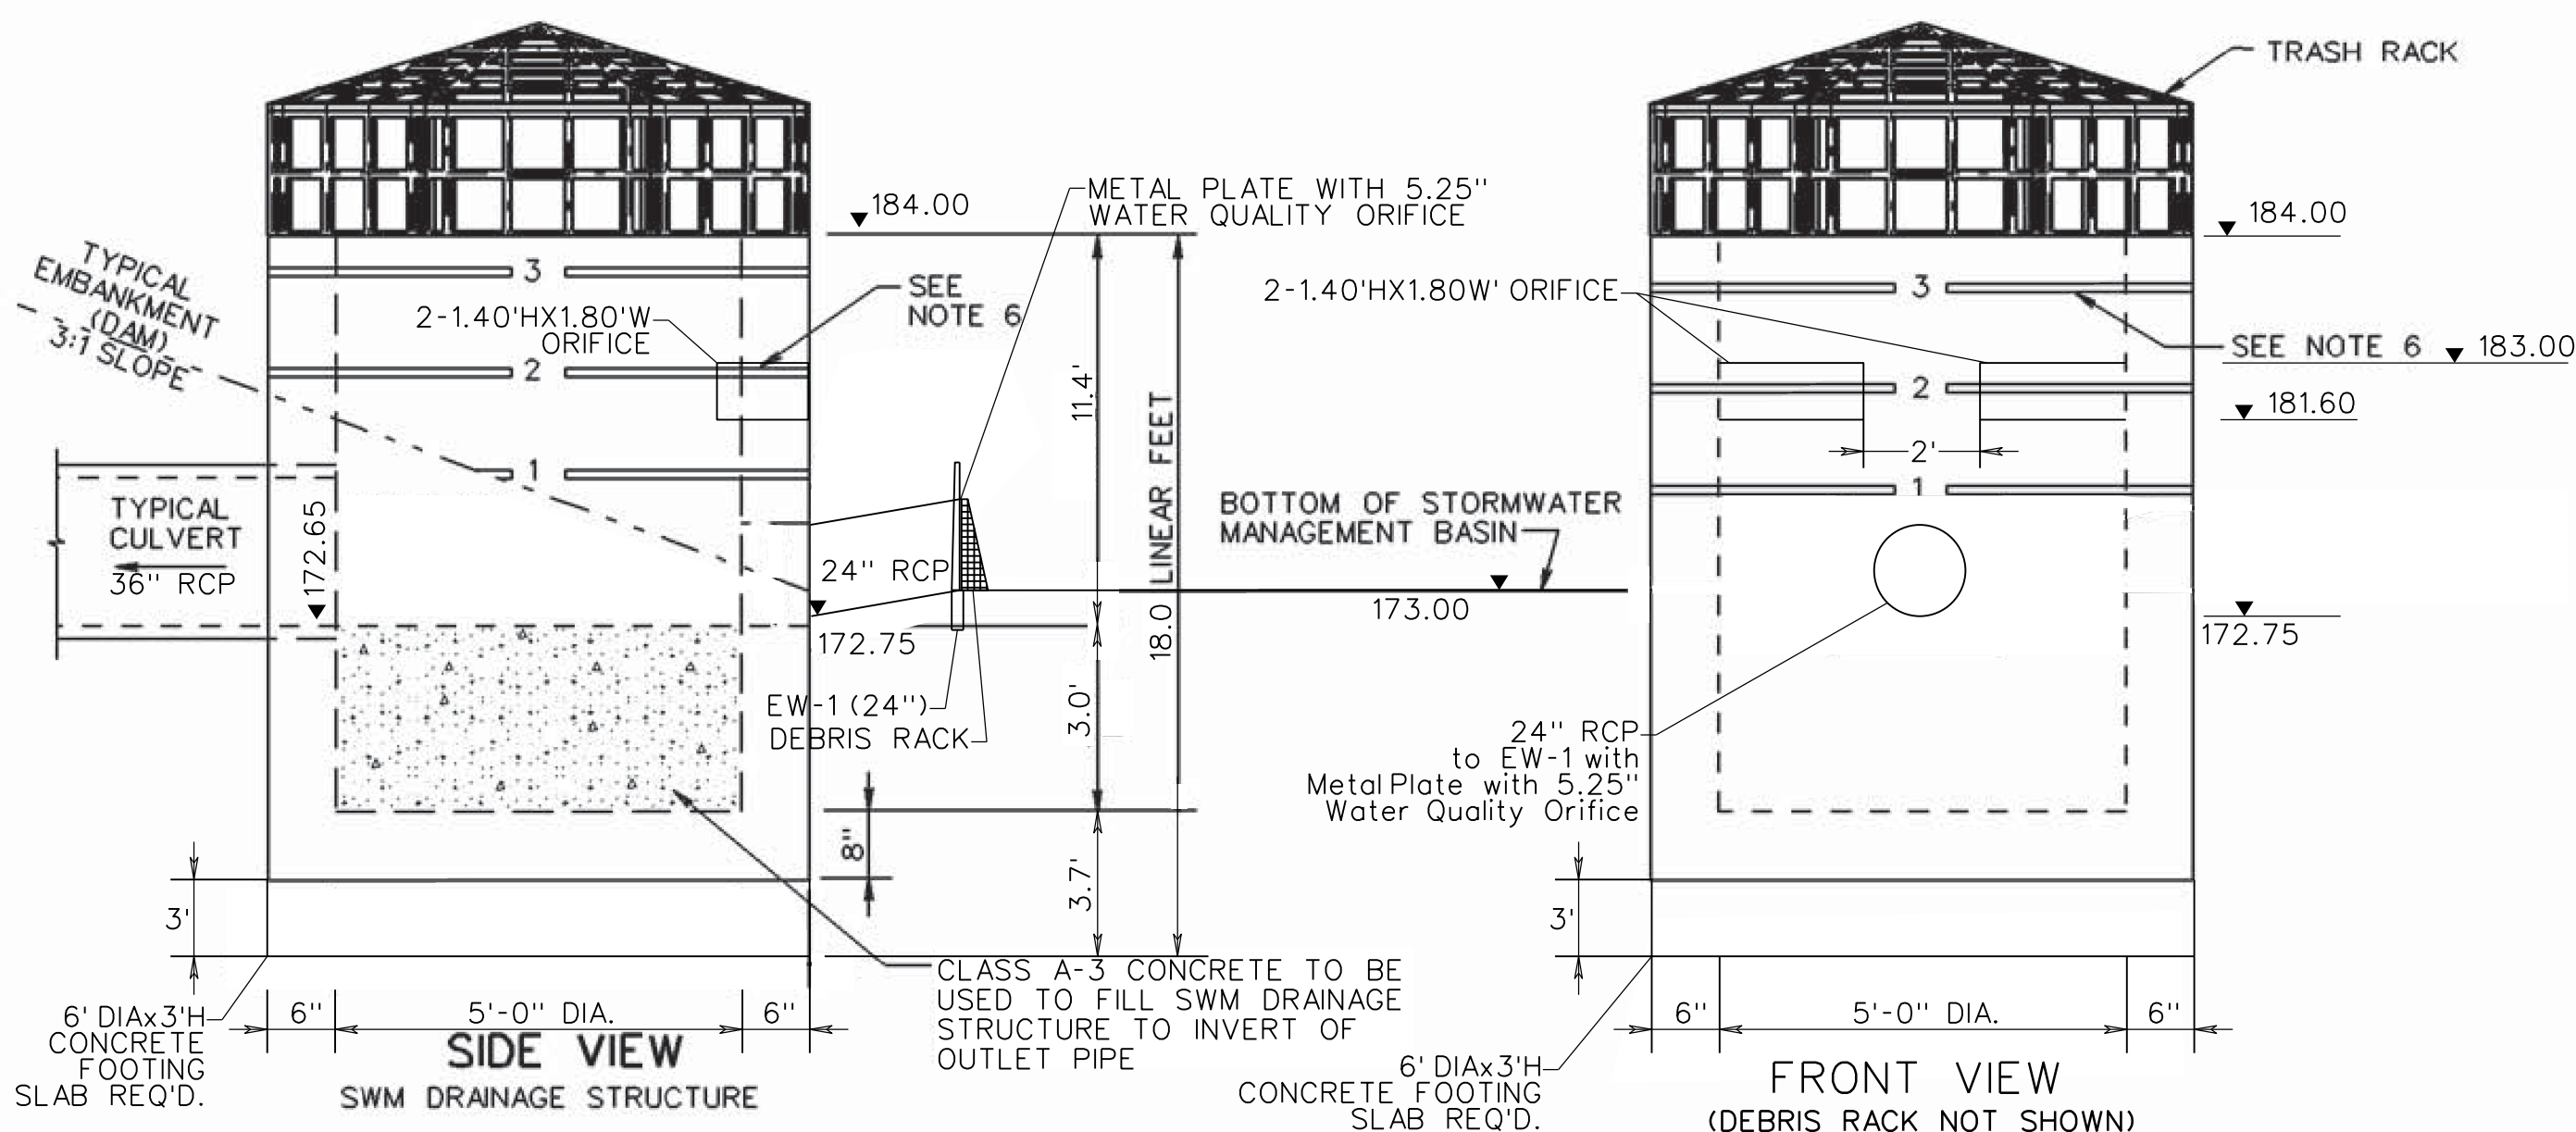 TRASH RACK
METAL PLATE WITH 5.25"
WATER QUALITY ORIFICE
184.00
184.00
TYPICAL
EMBANKMENT
(DAM)
3:1 SLOPE
3
2-1.40'HX1.80'W
ORIFICE
SEE
NOTE 6
2
1
11.4'
18.0 LINEAR FEET
2-1.40'HX1.80W' ORIFICE
3
SEE NOTE 6
183.00
2
181.60
2'
1
TYPICAL
CULVERT
36" RCP
172.65
24" RCP
172.75
BOTTOM OF STORMWATER
MANAGEMENT BASIN
173.00
172.75
EW-1 (24")
DEBRIS RACK
3.0'
24" RCP
to EW-1 with
Metal Plate with 5.25"
Water Quality Orifice
8"
3.7'
3'
3'
CLASS A-3 CONCRETE TO BE
USED TO FILL SWM DRAINAGE
STRUCTURE TO INVERT OF
OUTLET PIPE
6' DIAx3'H
CONCRETE
FOOTING
SLAB REQ'D.
6"
5'-0" DIA.
6"
SIDE VIEW
SWM DRAINAGE STRUCTURE
6"
5'-0" DIA.
6"
6' DIAx3'H
CONCRETE FOOTING
SLAB REQ'D.
FRONT VIEW
(DEBRIS RACK NOT SHOWN)